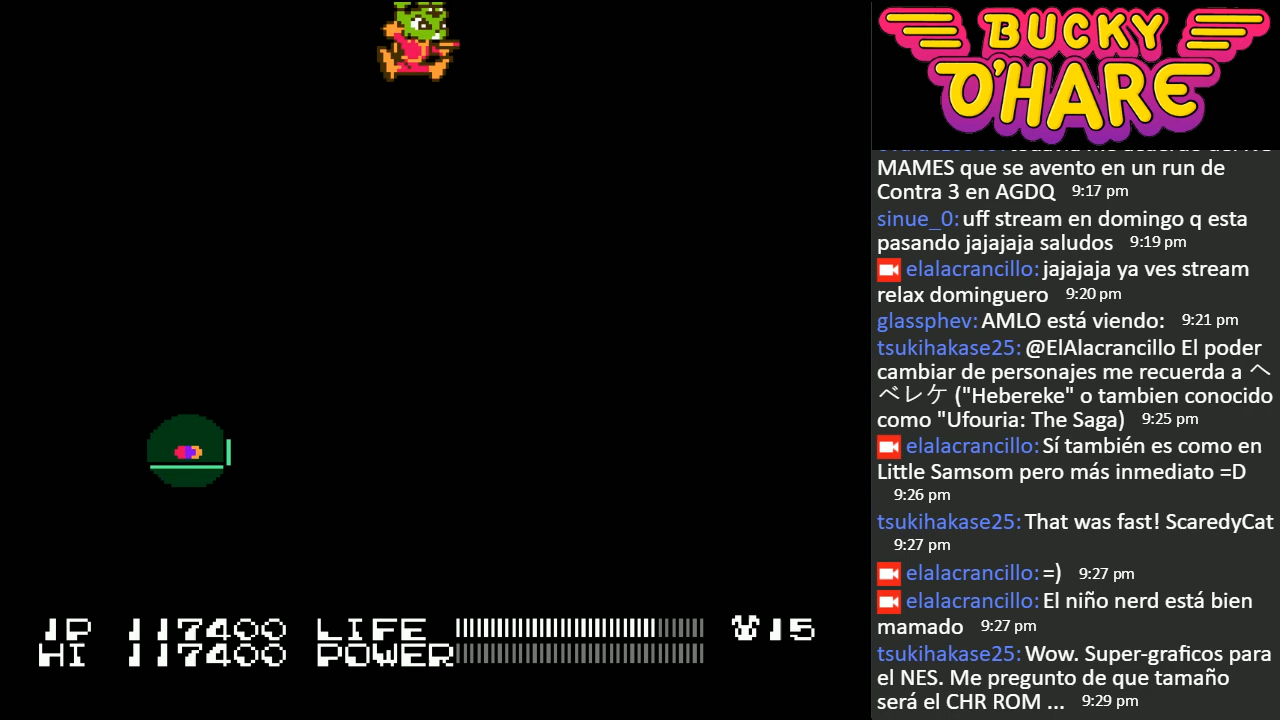 BUCKY
O'HARE
MAMES que se avento en un run de
Contra 3 en AGDQ 9:17 pm
sinue_0: uff stream en domingo q esta
pasando jajajaja saludos 9:19 pm
elalacrancillo: jajajaja ya ves stream
relax dominguero 9:20 pm
glassphev: AMLO está viendo: 9:21 pm
tsukihakase25: @ElAlacrancillo El poder
cambiar de personajes me recuerda a ヘ
ベレケ ("Hebereke" o tambien conocido
como "Ufouria: The Saga) 9:25 pm
elalacrancillo: Sí también es como en
Little Samsom pero más inmediato =D
9:26 pm
tsukihakase25: That was fast! ScaredyCat
9:27 pm
elalacrancillo: =) 9:27 pm
elalacrancillo: El niño nerd está bien
mamado 9:27 pm
tsukihakase25: Wow. Super-graficos para
el NES. Me pregunto de que tamaño
será el CHR ROM ... 9:29 pm
1P 117400 LIFE 15
HI 117400 POWER